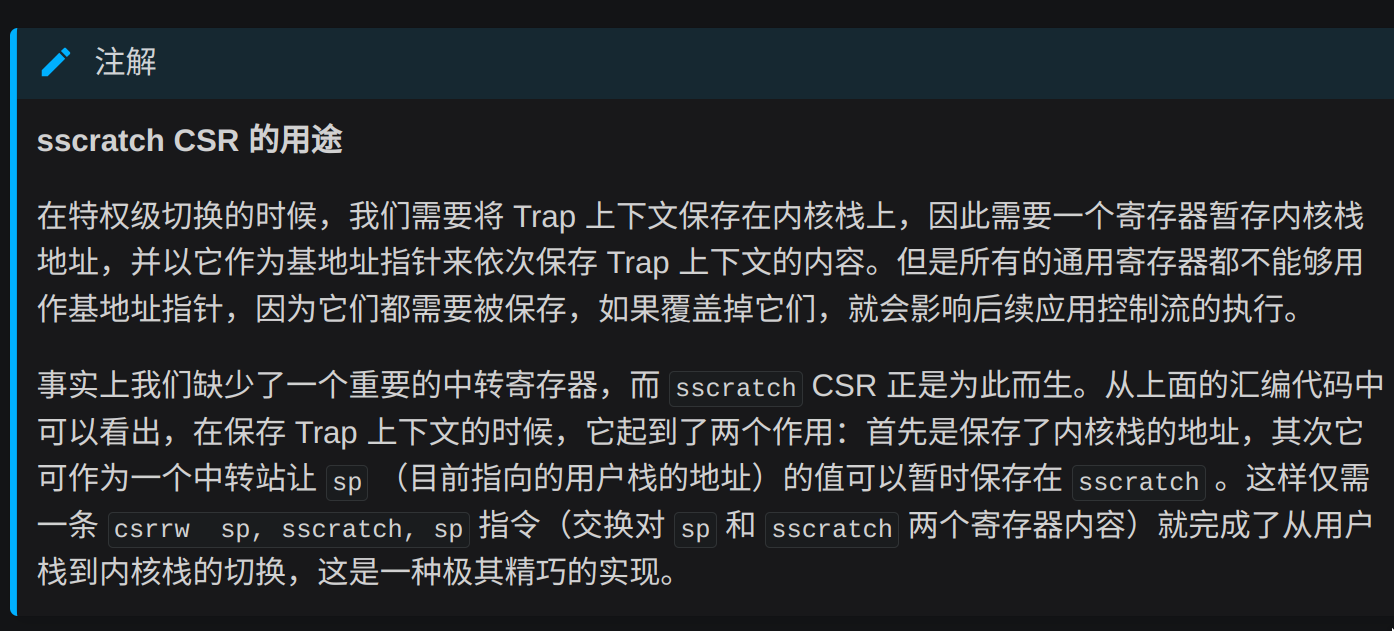 注解
sscratch CSR 的用途
在特权级切换的时候，我们需要将 Trap 上下文保存在内核栈上，因此需要一个寄存器暂存内核栈
地址，并以它作为基地址指针来依次保存 Trap 上下文的内容。但是所有的通用寄存器都不能够用
作基地址指针，因为它们都需要被保存，如果覆盖掉它们，就会影响后续应用控制流的执行。
事实上我们缺少了一个重要的中转寄存器，而 sscratch CSR 正是为此而生。从上面的汇编代码中
可以看出，在保存 Trap 上下文的时候，它起到了两个作用：首先是保存了内核栈的地址，其次它
可作为一个中转站让 sp （目前指向的用户栈的地址）的值可以暂时保存在 sscratch 。这样仅需
一条 csrrw  sp, sscratch, sp 指令（交换对 sp 和 sscratch 两个寄存器内容）就完成了从用户
栈到内核栈的切换，这是一种极其精巧的实现。